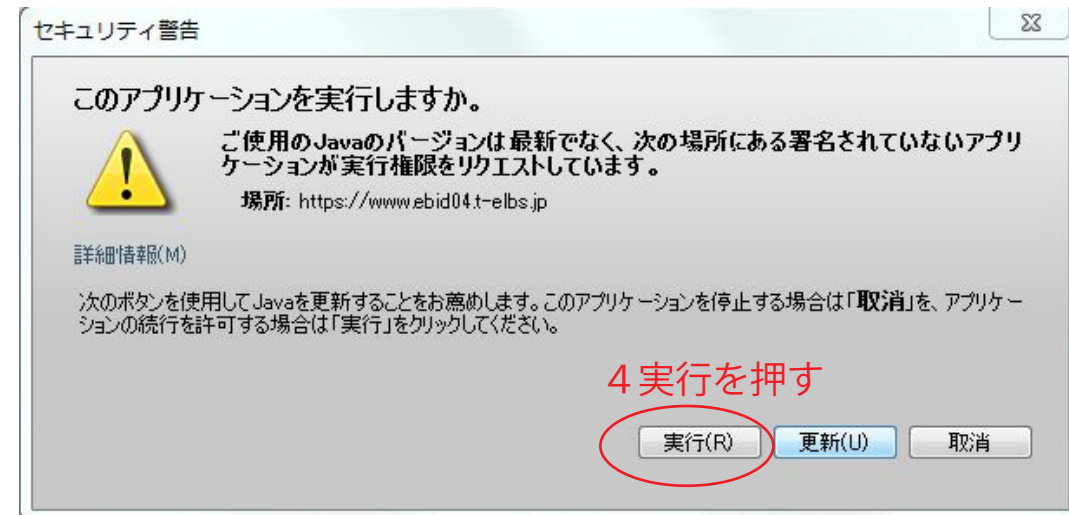 セキュリティ警告
このアプリケーションを実行しますか。
ご使用のJavaのバージョンは最新でなく、次の場所にある署名されていないアプリ
ケーションが実行権限をリクエストしています。
場所: https://www.ebid04.t-elbs.jp
詳細情報(M)
次のボタンを使用してJavaを更新することをお薦めします。このアプリケーションを停止する場合は「取消」を、アプリケー
ションの続行を許可する場合は「実行」をクリックしてください。
４実行を押す
実行(R) 更新(U) 取消